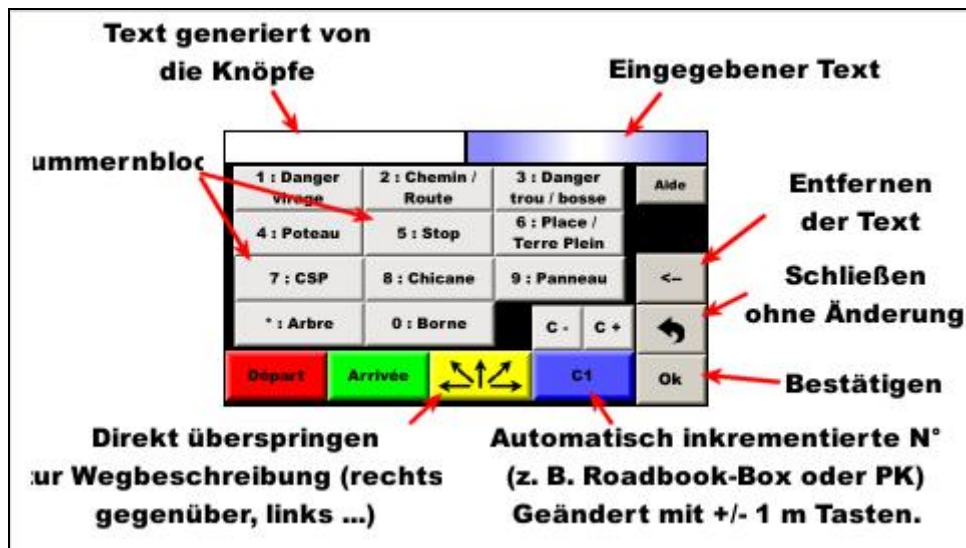 Text generiert von
die Knöpfe
Eingegebener Text
ummernbloc
1 : Danger
virage
2 : Chemin /
Route
3 : Danger
trou / bosse
Aide
4 : Poteau
5 : Stop
6 : Place /
Terre Plein
7 : CSP
8 : Chicane
9 : Panneau
<--
* : Arbre
0 : Borne
C -
C +
Départ
Arrivée
C1
Ok
Entfernen
der Text
Schließen
ohne Änderung
Bestätigen
Direkt überspringen
ur Wegbeschreibung (rechts
gegenüber, links ...)
Automatisch inkrementierte N°
(z. B. Roadbook-Box oder PK)
Geändert mit +/- 1 m Tasten.